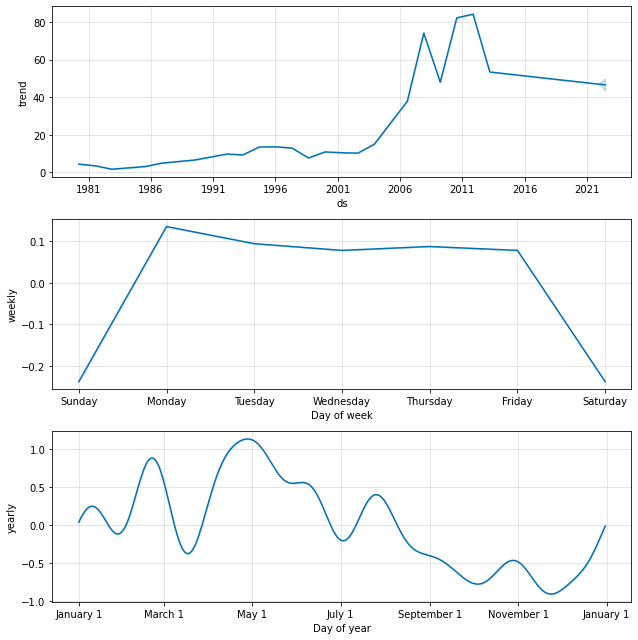 80
60
40
20
0
trend
1981 1986 1991 1996 2001 2006 2011 2016 2021
ds
0.1
0.0
−0.1
−0.2
weekly
Sunday Monday Tuesday Wednesday Thursday Friday Saturday
Day of week
1.0
0.5
0.0
−0.5
−1.0
yearly
January 1 March 1 May 1 July 1 September 1 November 1 January 1
Day of year